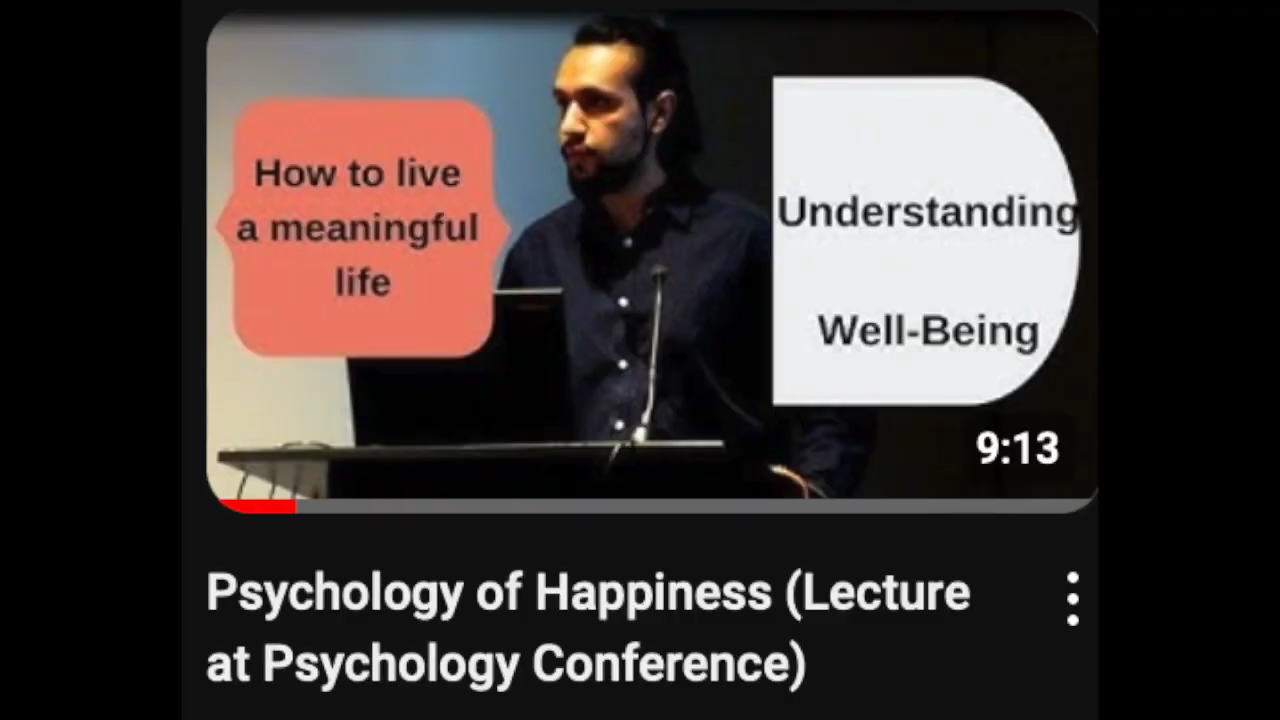 How to live
a meaningful
life
Understanding
Well-Being
9:13
Psychology of Happiness (Lecture
at Psychology Conference)